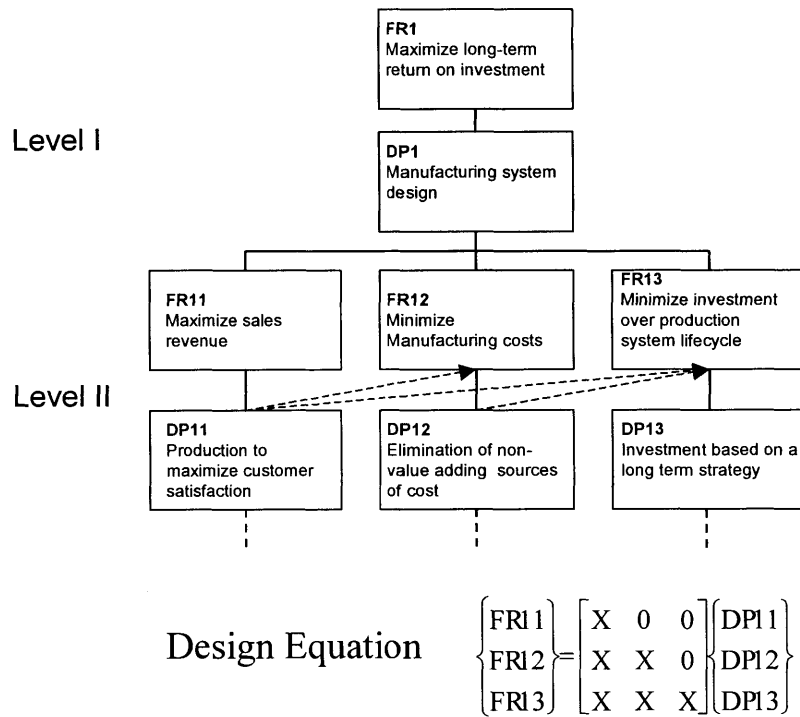 FR1
Maximize long-term
return on investment
Level I
DP1
Manufacturing system
design
FR11
Maximize sales
revenue
FR12
Minimize
Manufacturing costs
FR13
Minimize investment
over production
system lifecycle
Level II
DP11
Production to
maximize customer
satisfaction
DP12
Elimination of non-
value adding sources
of cost
DP13
Investment based on a
long term strategy
Design Equation
{FR11} = [X 0 0] {DP11}
{FR12} = [X X 0] {DP12}
{FR13} = [X X X] {DP13}